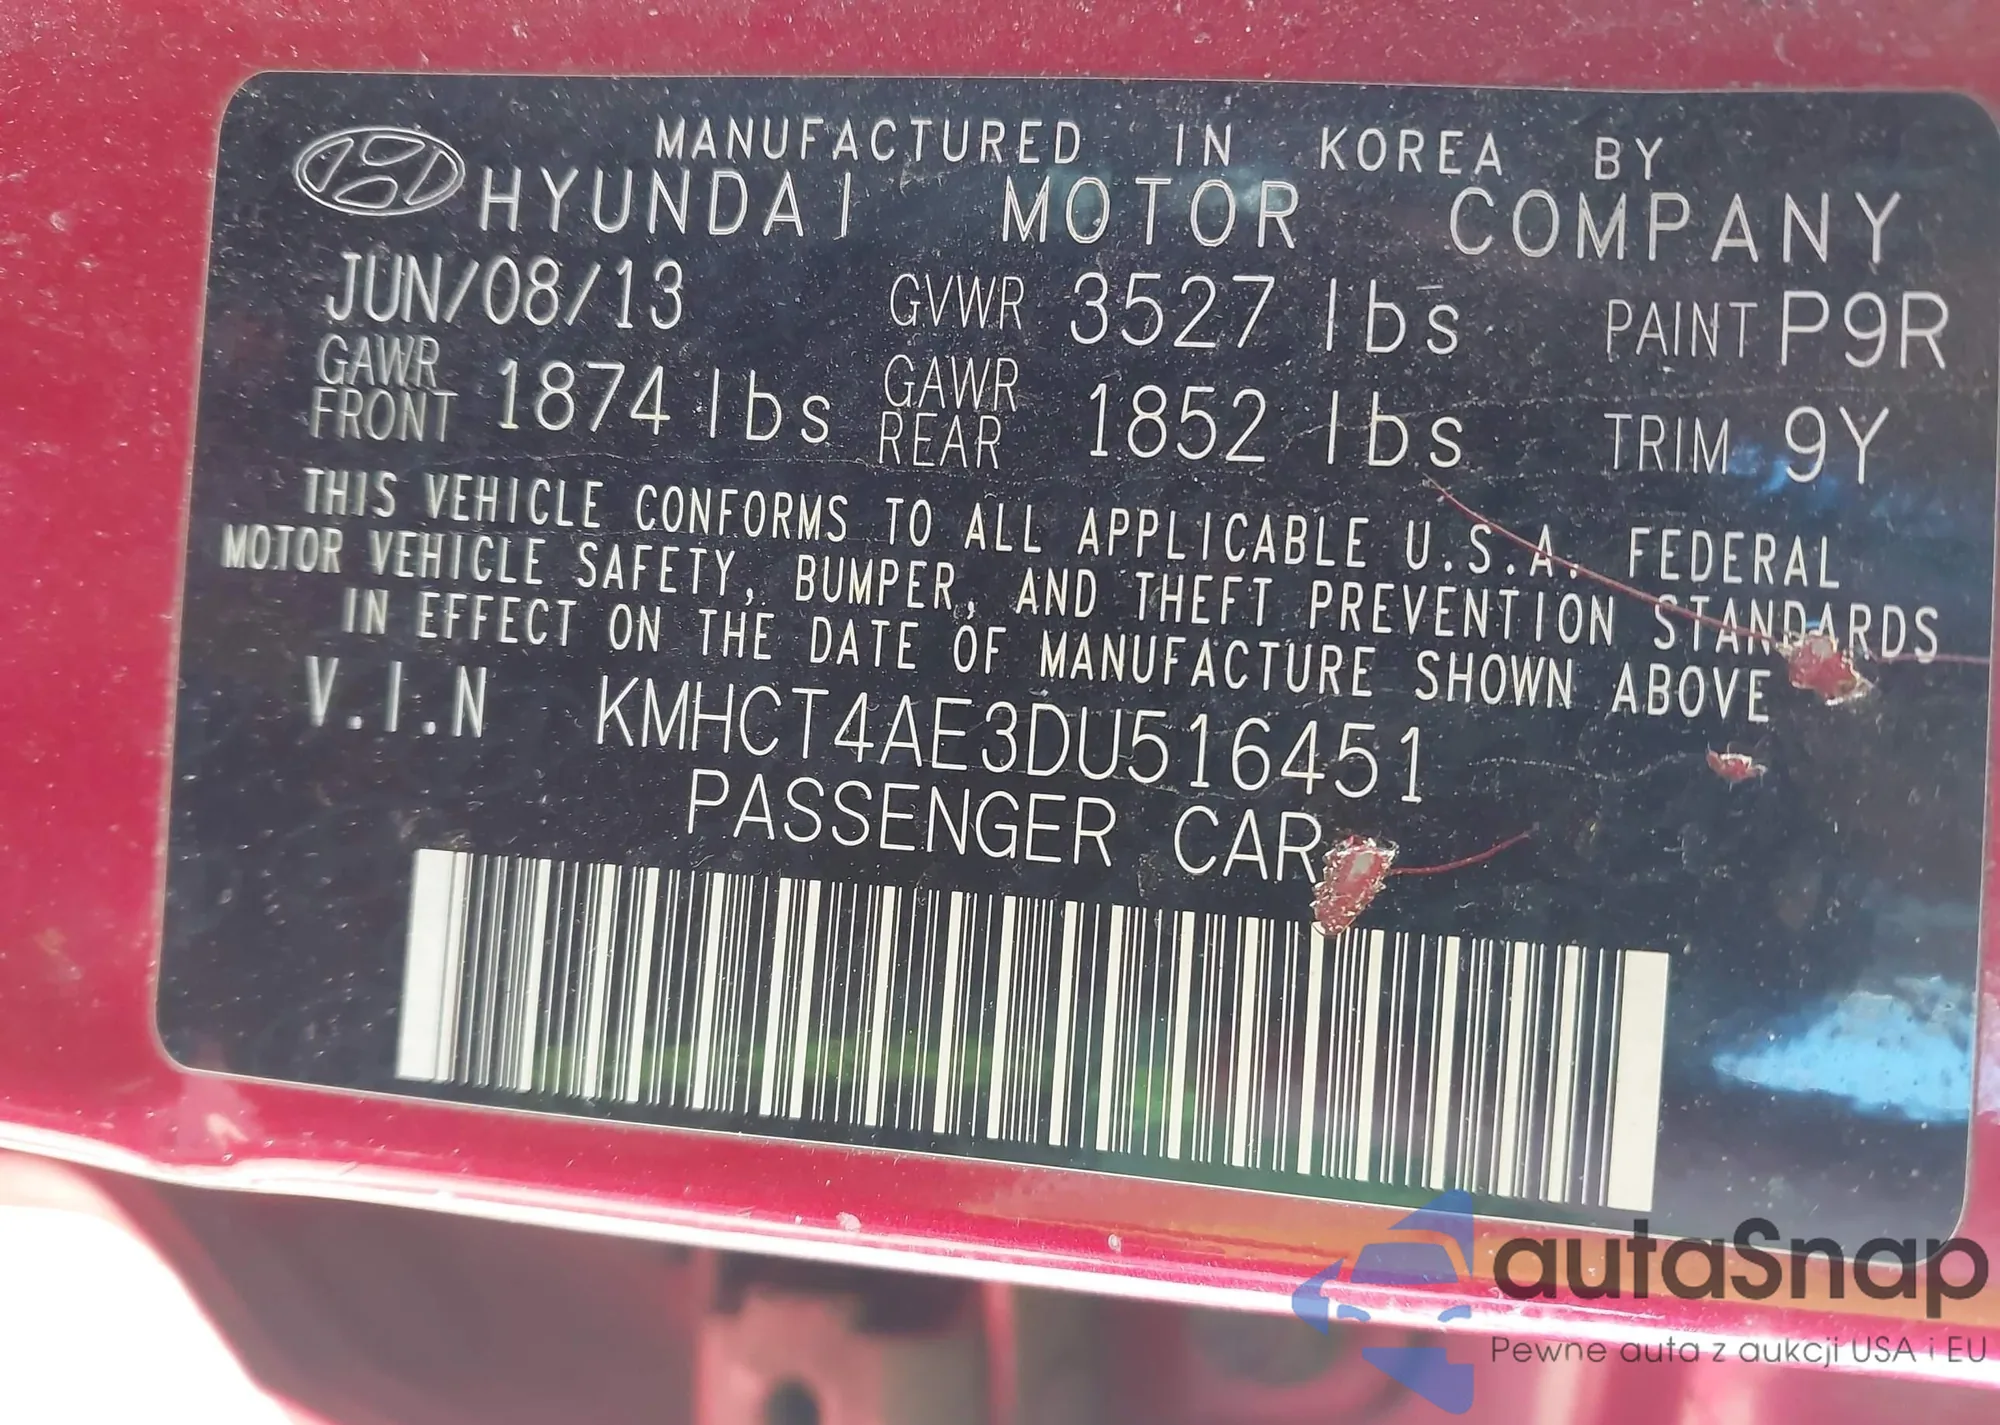 MANUFACTURED IN KOREA BY
HYUNDAI MOTOR COMPANY
JUN/08/13 GVWR 3527 lbs PAINT P9R
GAWR FRONT 1874 lbs GAWR REAR 1852 lbs TRIM 9Y
THIS VEHICLE CONFORMS TO ALL APPLICABLE U.S.A. FEDERAL
MOTOR VEHICLE SAFETY, BUMPER, AND THEFT PREVENTION STANDARDS
IN EFFECT ON THE DATE OF MANUFACTURE SHOWN ABOVE
V.I.N KMHCT4AE3DU516451
PASSENGER CAR
autaSnap
Pewne auta z aukcji USA i EU